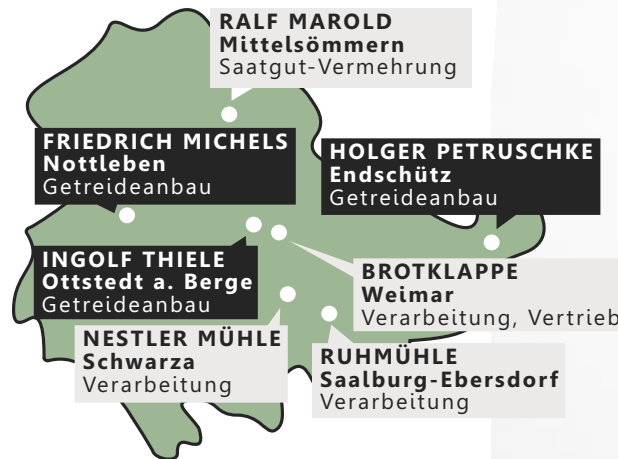 RALF MAROLD
Mittelsömmern
Saatgut-Vermehrung
FRIEDRICH MICHELS
Nottleben
Getreideanbau
HOLGER PETRUSCHKE
Endschütz
Getreideanbau
INGOLF THIELE
Ottstedt a. Berge
Getreideanbau
BROTKLAPPE
Weimar
Verarbeitung, Vertrieb
NESTLER MÜHLE
Schwarza
Verarbeitung
RUHMÜHLE
Saalburg-Ebersdorf
Verarbeitung